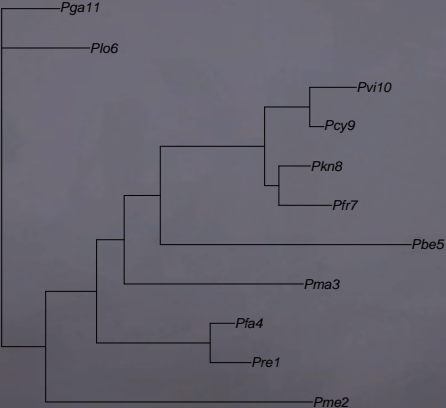 Pga11
Plo6
Pvi10
Pcy9
Pkn8
Pfr7
Pbe5
Pma3
Pfa4
Pre1
Pme2